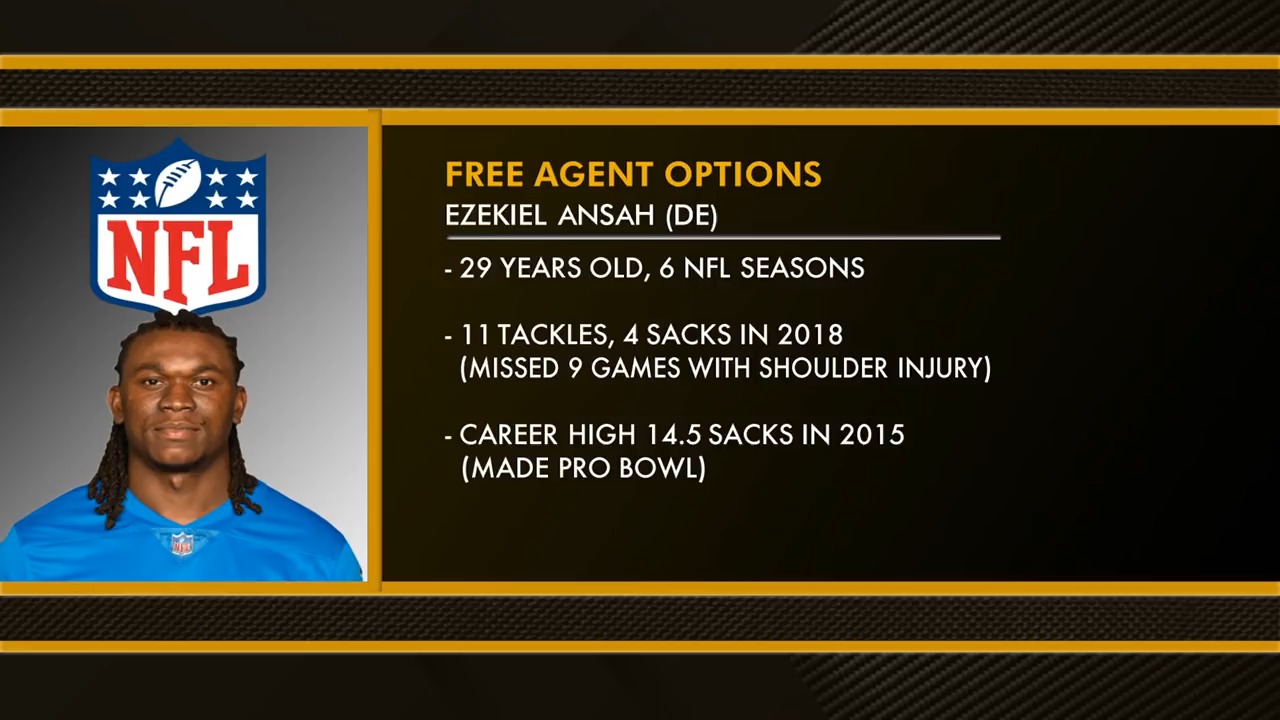 NFL
FREE AGENT OPTIONS
EZEKIEL ANSAH (DE)
- 29 YEARS OLD, 6 NFL SEASONS
- 11 TACKLES, 4 SACKS IN 2018
(MISSED 9 GAMES WITH SHOULDER INJURY)
- CAREER HIGH 14.5 SACKS IN 2015
(MADE PRO BOWL)
NFL